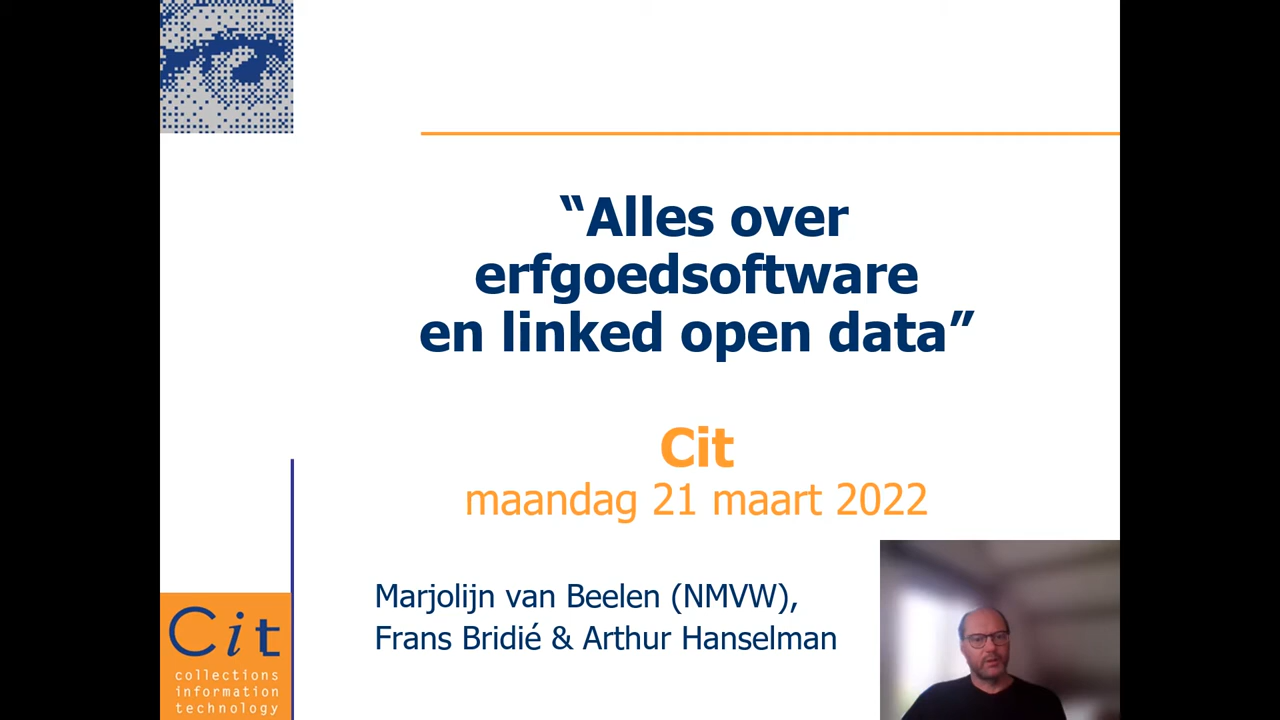 “Alles over
erfgoedsoftware
en linked open data”
Cit
maandag 21 maart 2022
Marjolijn van Beelen (NMVW),
Frans Bridié & Arthur Hanselman
Cit
collections
information
technology